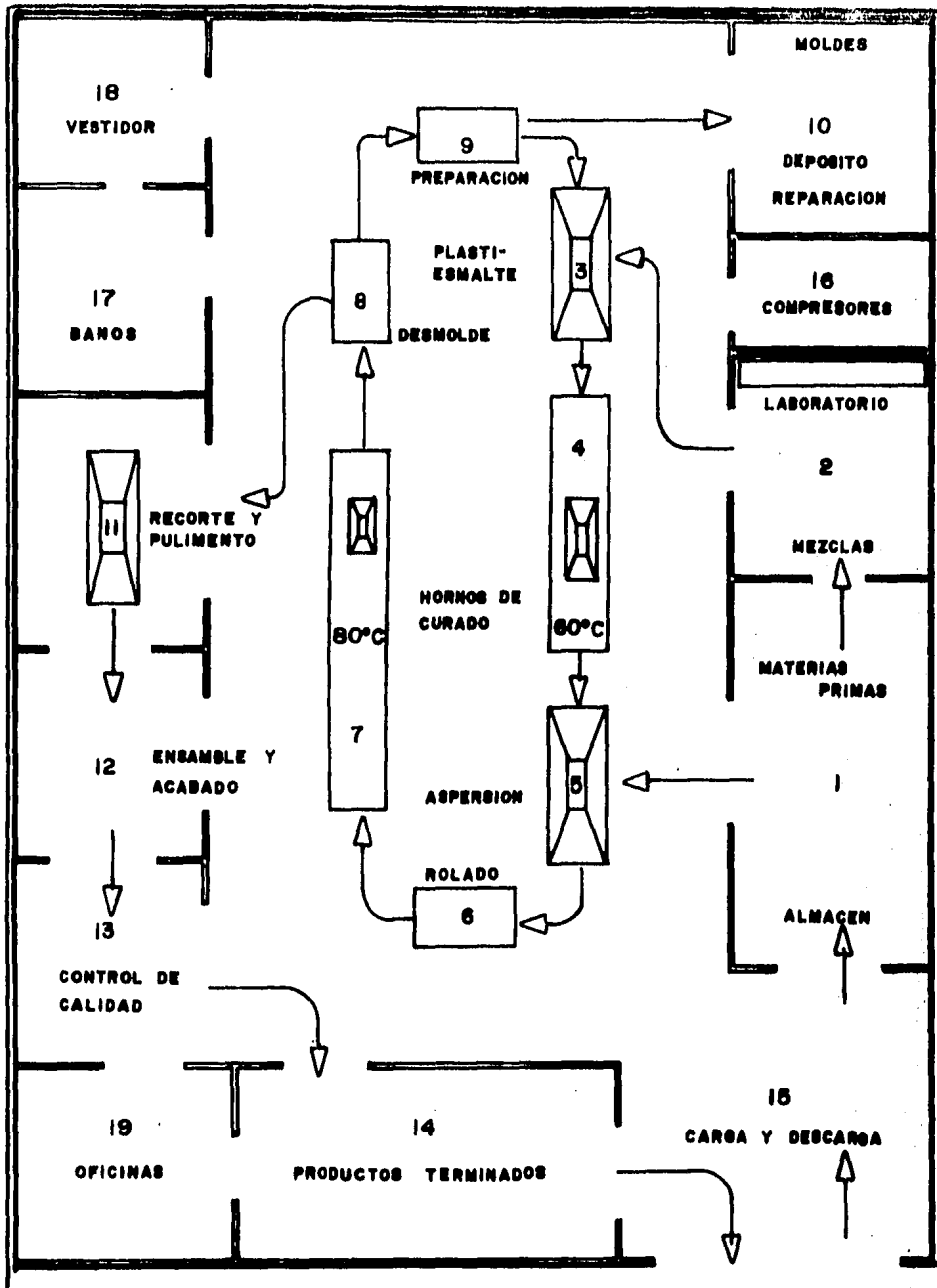 MOLDES
18
VESTIDOR
9
PREPARACION
10
DEPOSITO
REPARACION
PLASTI-
ESMALTE
3
8
DESMOLDE
17
BANOS
16
COMPRESORES
LABORATORIO
4
2
11
RECORTE Y
PULIMENTO
MEZCLAS
HORNOS DE
CURADO
80°C
60°C
MATERIAS
PRIMAS
7
12
ENSAMBLE Y
ACABADO
ASPERSION
5
1
ROLADO
6
ALMACEN
13
CONTROL DE
CALIDAD
15
CARGA Y DESCARGA
19
OFICINAS
14
PRODUCTOS TERMINADOS